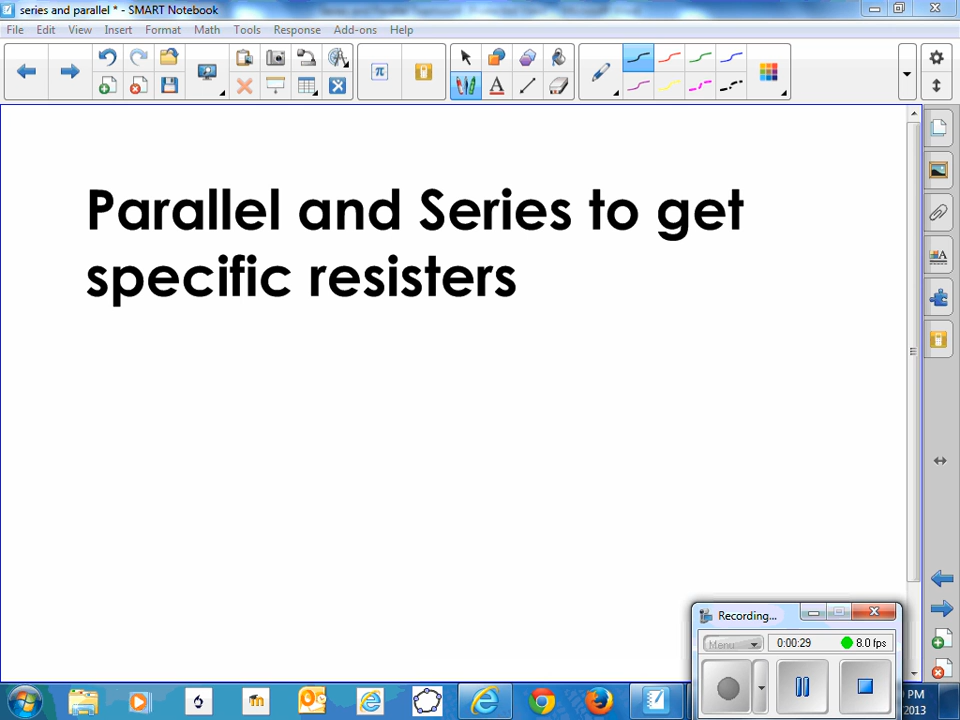 series and parallel * - SMART Notebook
File Edit View Insert Format Math Tools Response Add-ons Help
π
A
Parallel and Series to get
specific resisters
Recording...
Menu 0:00:29 8.0 fps
PM
2013